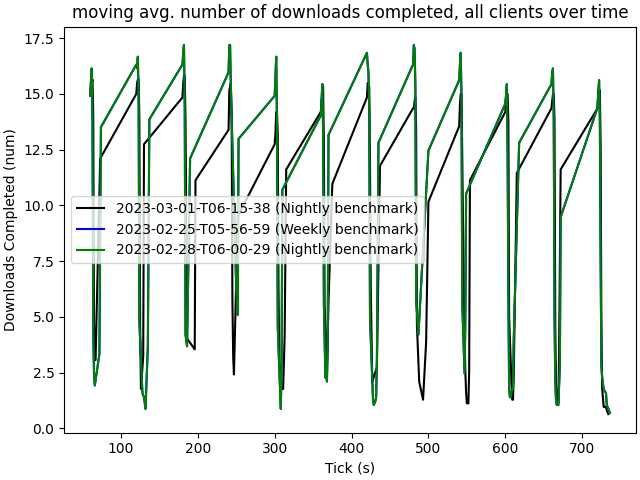 moving avg. number of downloads completed, all clients over time
17.5
15.0
12.5
10.0
7.5
5.0
2.5
0.0
Downloads Completed (num)
2023-03-01-T06-15-38 (Nightly benchmark)
2023-02-25-T05-56-59 (Weekly benchmark)
2023-02-28-T06-00-29 (Nightly benchmark)
100 200 300 400 500 600 700
Tick (s)